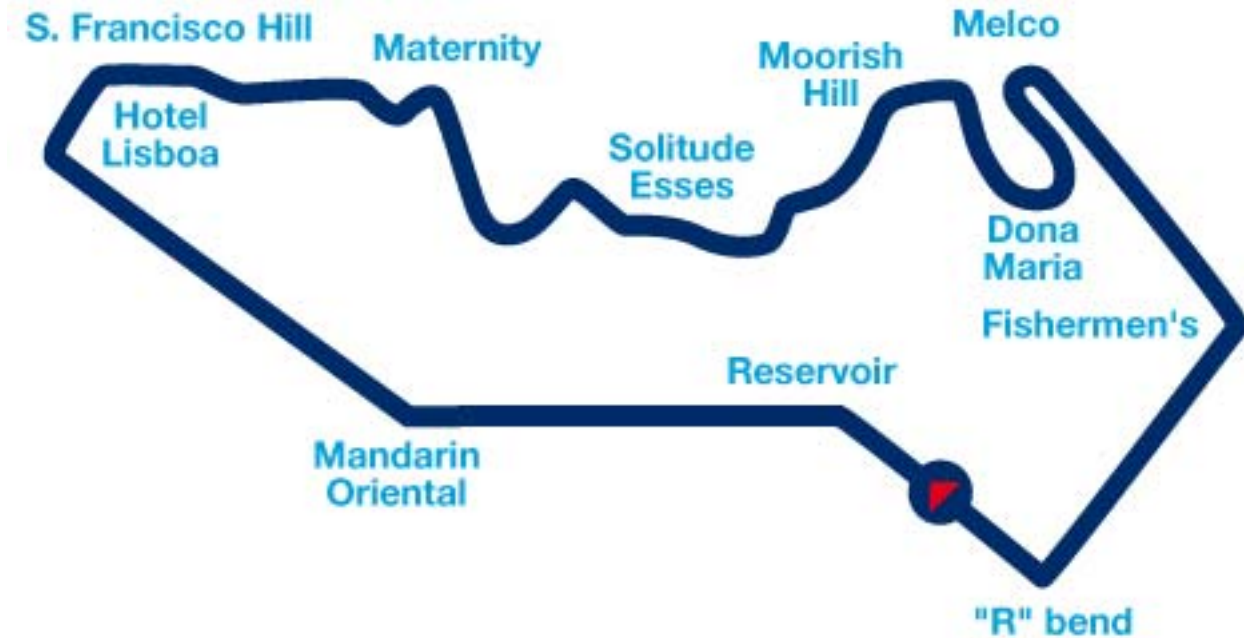 S. Francisco Hill
Maternity
Melco
Moorish
Hill
Hotel
Lisboa
Solitude
Esses
Dona
Maria
Fishermen's
Reservoir
Mandarin
Oriental
"R" bend